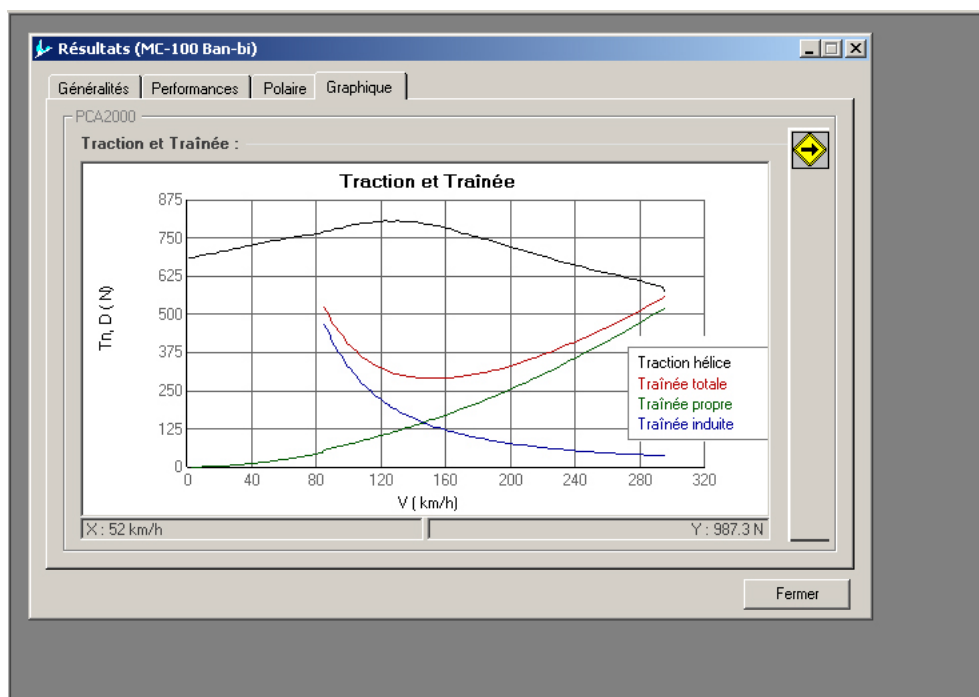 Résultats (MC-100 Ban-bi)
Généralités Performances Polaire Graphique
PCA2000
Traction et Traînée :
Traction et Traînée
875
750
625
500
375
250
125
0
Tn, D ( N)
0 40 80 120 160 200 240 280 320
V ( km/h)
Traction hélice
Traînée totale
Traînée propre
Traînée induite
X : 52 km/h Y : 987.3 N
Fermer